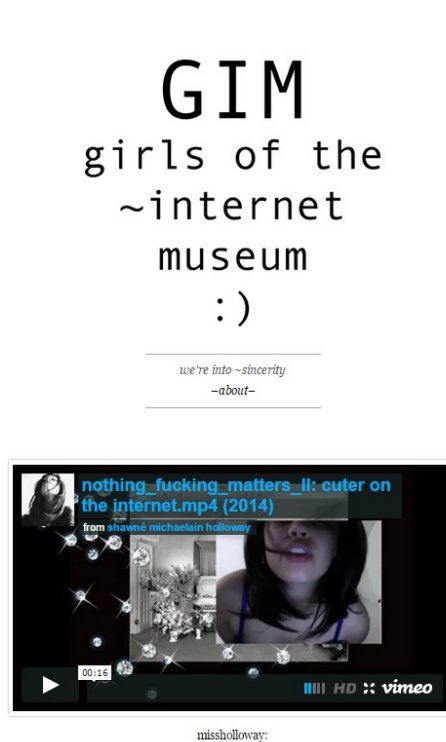 GIM
girls of the
~internet
museum
:)
we're into ~sincerity
–about–
nothing_fucking_matters_II: cuter on
the internet.mp4 (2014)
from shawné michaelain holloway
00:16
HD vimeo
missholloway: